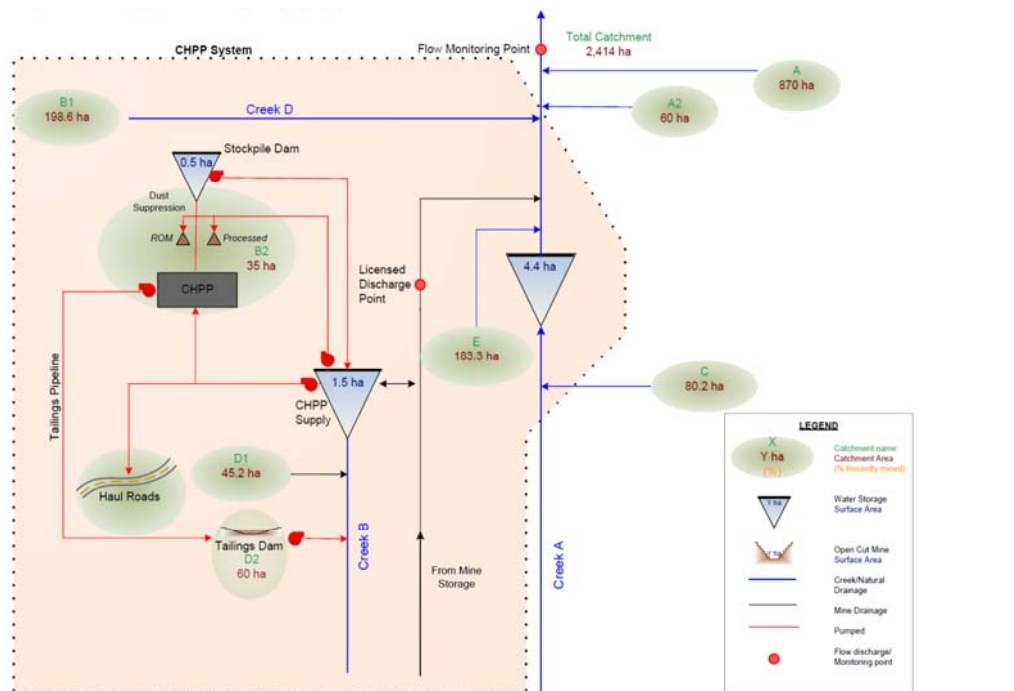 CHPP System
Flow Monitoring Point
Total Catchment
2,414 ha
A
870 ha
B1
198.6 ha
Creek D
A2
60 ha
Stockpile Dam
0.5 ha
Dust
Suppression
ROM
Processed
B2
35 ha
CHPP
Licensed
Discharge
Point
4.4 ha
E
183.3 ha
C
80.2 ha
1.5 ha
CHPP
Supply
Tailings Pipeline
D1
45.2 ha
Haul Roads
Tailings Dam
D2
60 ha
Creek B
From Mine
Storage
Creek A
LEGEND
X
Y ha
(%)
Catchment name
Catchment Area
(% Recently mined)
Y ha
Water Storage
Surface Area
Y ha
Open Cut Mine
Surface Area
Creek/Natural
Drainage
Mine Drainage
Pumped
Flow discharge/
Monitoring point